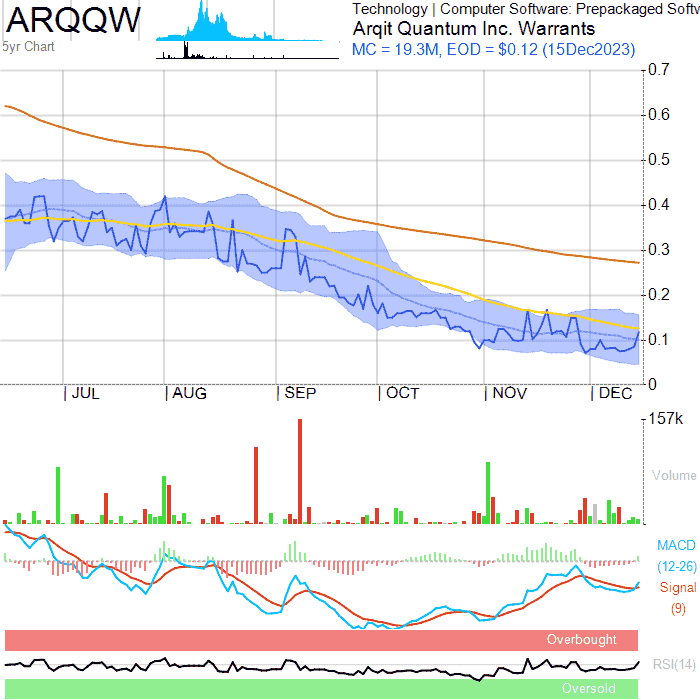 ARQQW
5yr Chart
Technology | Computer Software: Prepackaged Softw
Arqit Quantum Inc. Warrants
MC = 19.3M, EOD = $0.12 (15Dec2023)
0.7
0.6
0.5
0.4
0.3
0.2
0.1
0
JUL
AUG
SEP
OCT
NOV
DEC
157k
Volume
MACD
(12-26)
Signal
(9)
Overbought
RSI(14)
Oversold